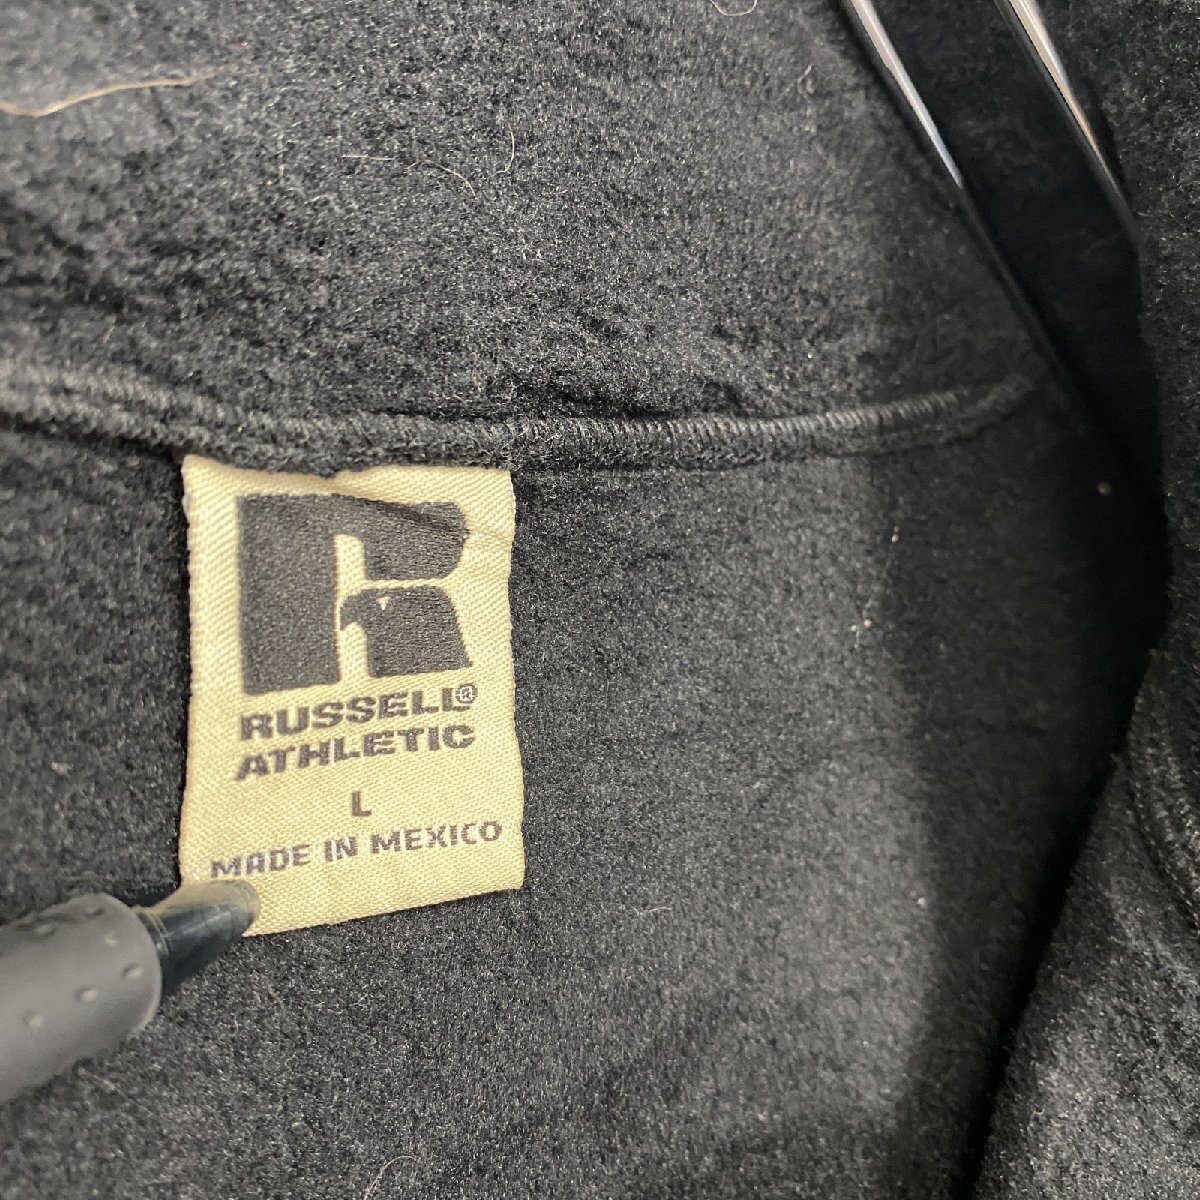 R
RUSSELL®
ATHLETIC
L
MADE IN MEXICO